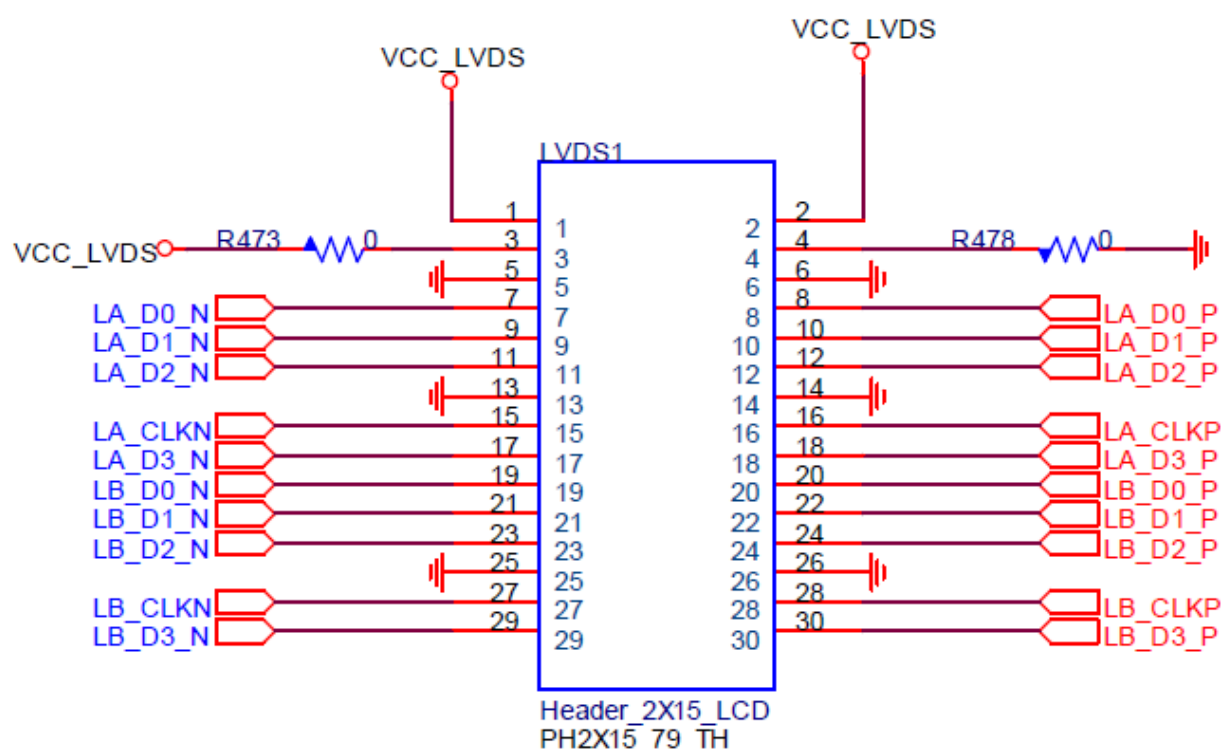 VCC_LVDS
VCC_LVDS
LVDS1
1 1 2 2
VCC_LVDS R473 0 3 3 4 4 R478 0
5 5 6 6
LA_D0_N 7 7 8 8 LA_D0_P
LA_D1_N 9 9 10 10 LA_D1_P
LA_D2_N 11 11 12 12 LA_D2_P
13 13 14 14
LA_CLKN 15 15 16 16 LA_CLKP
LA_D3_N 17 17 18 18 LA_D3_P
LB_D0_N 19 19 20 20 LB_D0_P
LB_D1_N 21 21 22 22 LB_D1_P
LB_D2_N 23 23 24 24 LB_D2_P
25 25 26 26
LB_CLKN 27 27 28 28 LB_CLKP
LB_D3_N 29 29 30 30 LB_D3_P
Header_2X15_LCD
PH2X15_79_TH